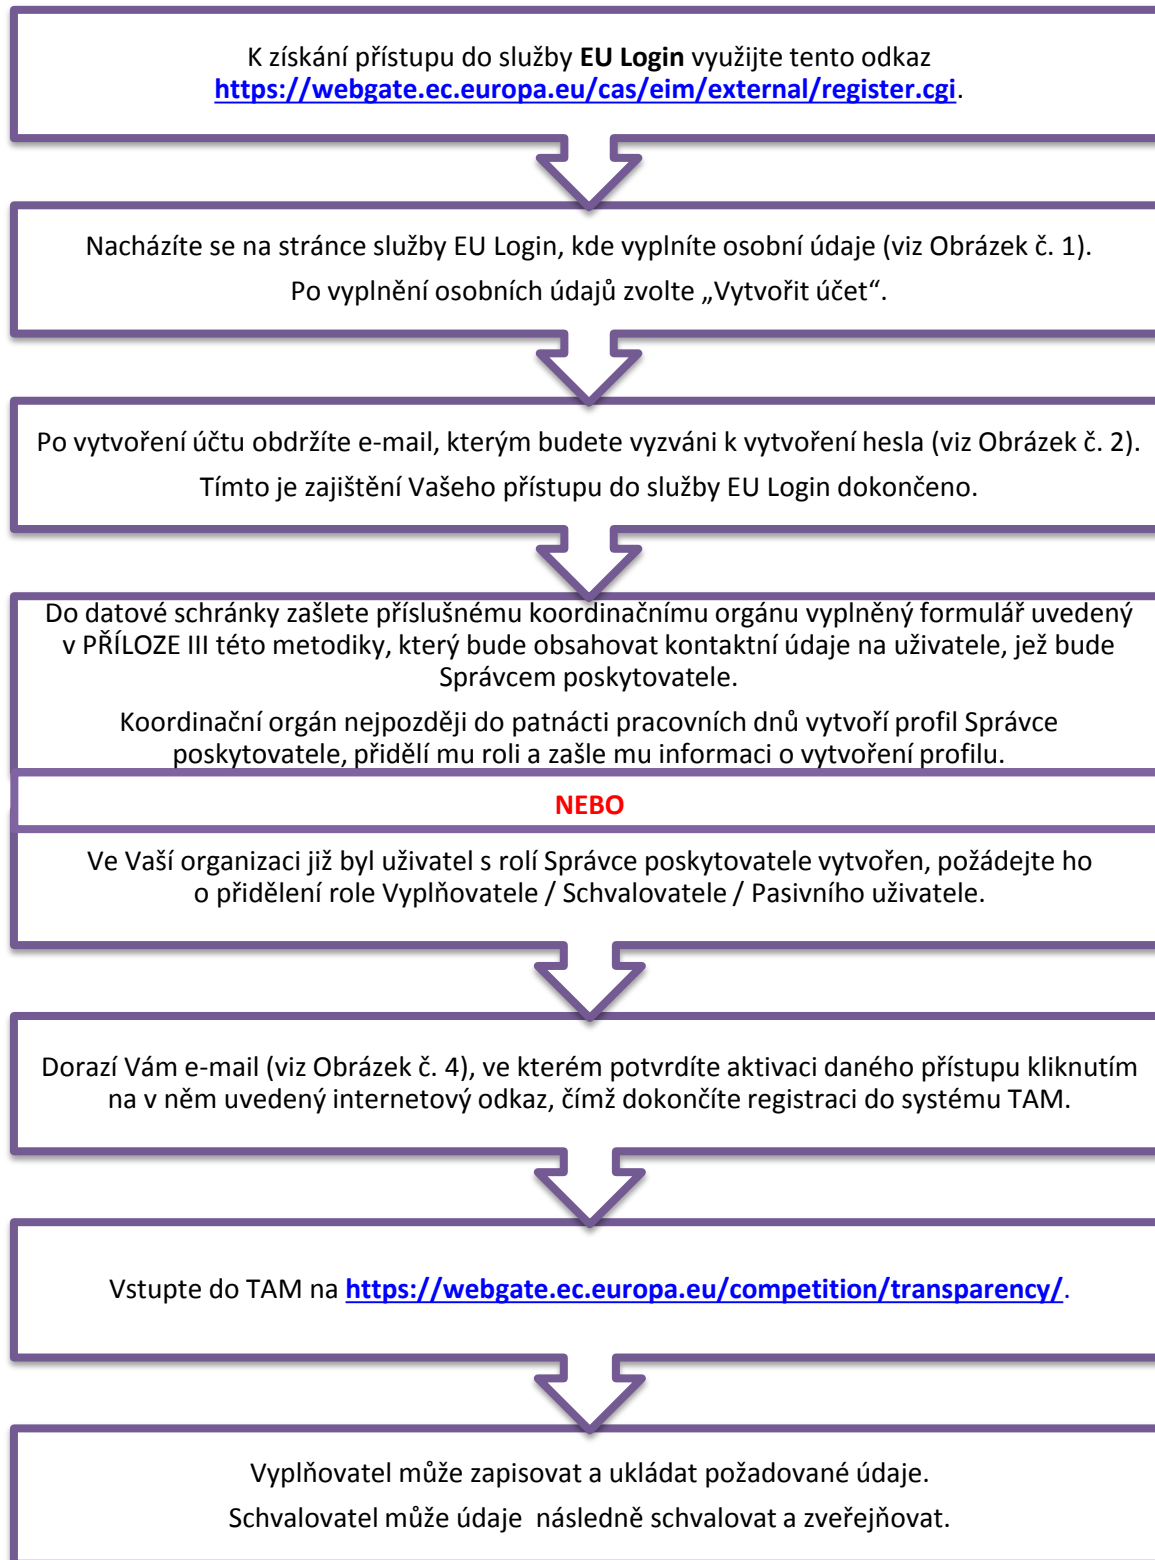 K získání přístupu do služby EU Login využijte tento odkaz
https://webgate.ec.europa.eu/cas/eim/external/register.cgi.
Nacházíte se na stránce služby EU Login, kde vyplníte osobní údaje (viz Obrázek č. 1).
Po vyplnění osobních údajů zvolte „Vytvořit účet“.
Po vytvoření účtu obdržíte e-mail, kterým budete vyzváni k vytvoření hesla (viz Obrázek č. 2).
Tímto je zajištění Vašeho přístupu do služby EU Login dokončeno.
Do datové schránky zašlete příslušnému koordinačnímu orgánu vyplněný formulář uvedený
v PŘÍLOZE III této metodiky, který bude obsahovat kontaktní údaje na uživatele, jež bude
Správcem poskytovatele.
Koordinační orgán nejpozději do patnácti pracovních dnů vytvoří profil Správce
poskytovatele, přidělí mu roli a zašle mu informaci o vytvoření profilu.
NEBO
Ve Vaší organizaci již byl uživatel s rolí Správce poskytovatele vytvořen, požádejte ho
o přidělení role Vyplňovatele / Schvalovatele / Pasivního uživatele.
Dorazí Vám e-mail (viz Obrázek č. 4), ve kterém potvrdíte aktivaci daného přístupu kliknutím
na v něm uvedený internetový odkaz, čímž dokončíte registraci do systému TAM.
Vstupte do TAM na https://webgate.ec.europa.eu/competition/transparency/.
Vyplňovatel může zapisovat a ukládat požadované údaje.
Schvalovatel může údaje  následně schvalovat a zveřejňovat.